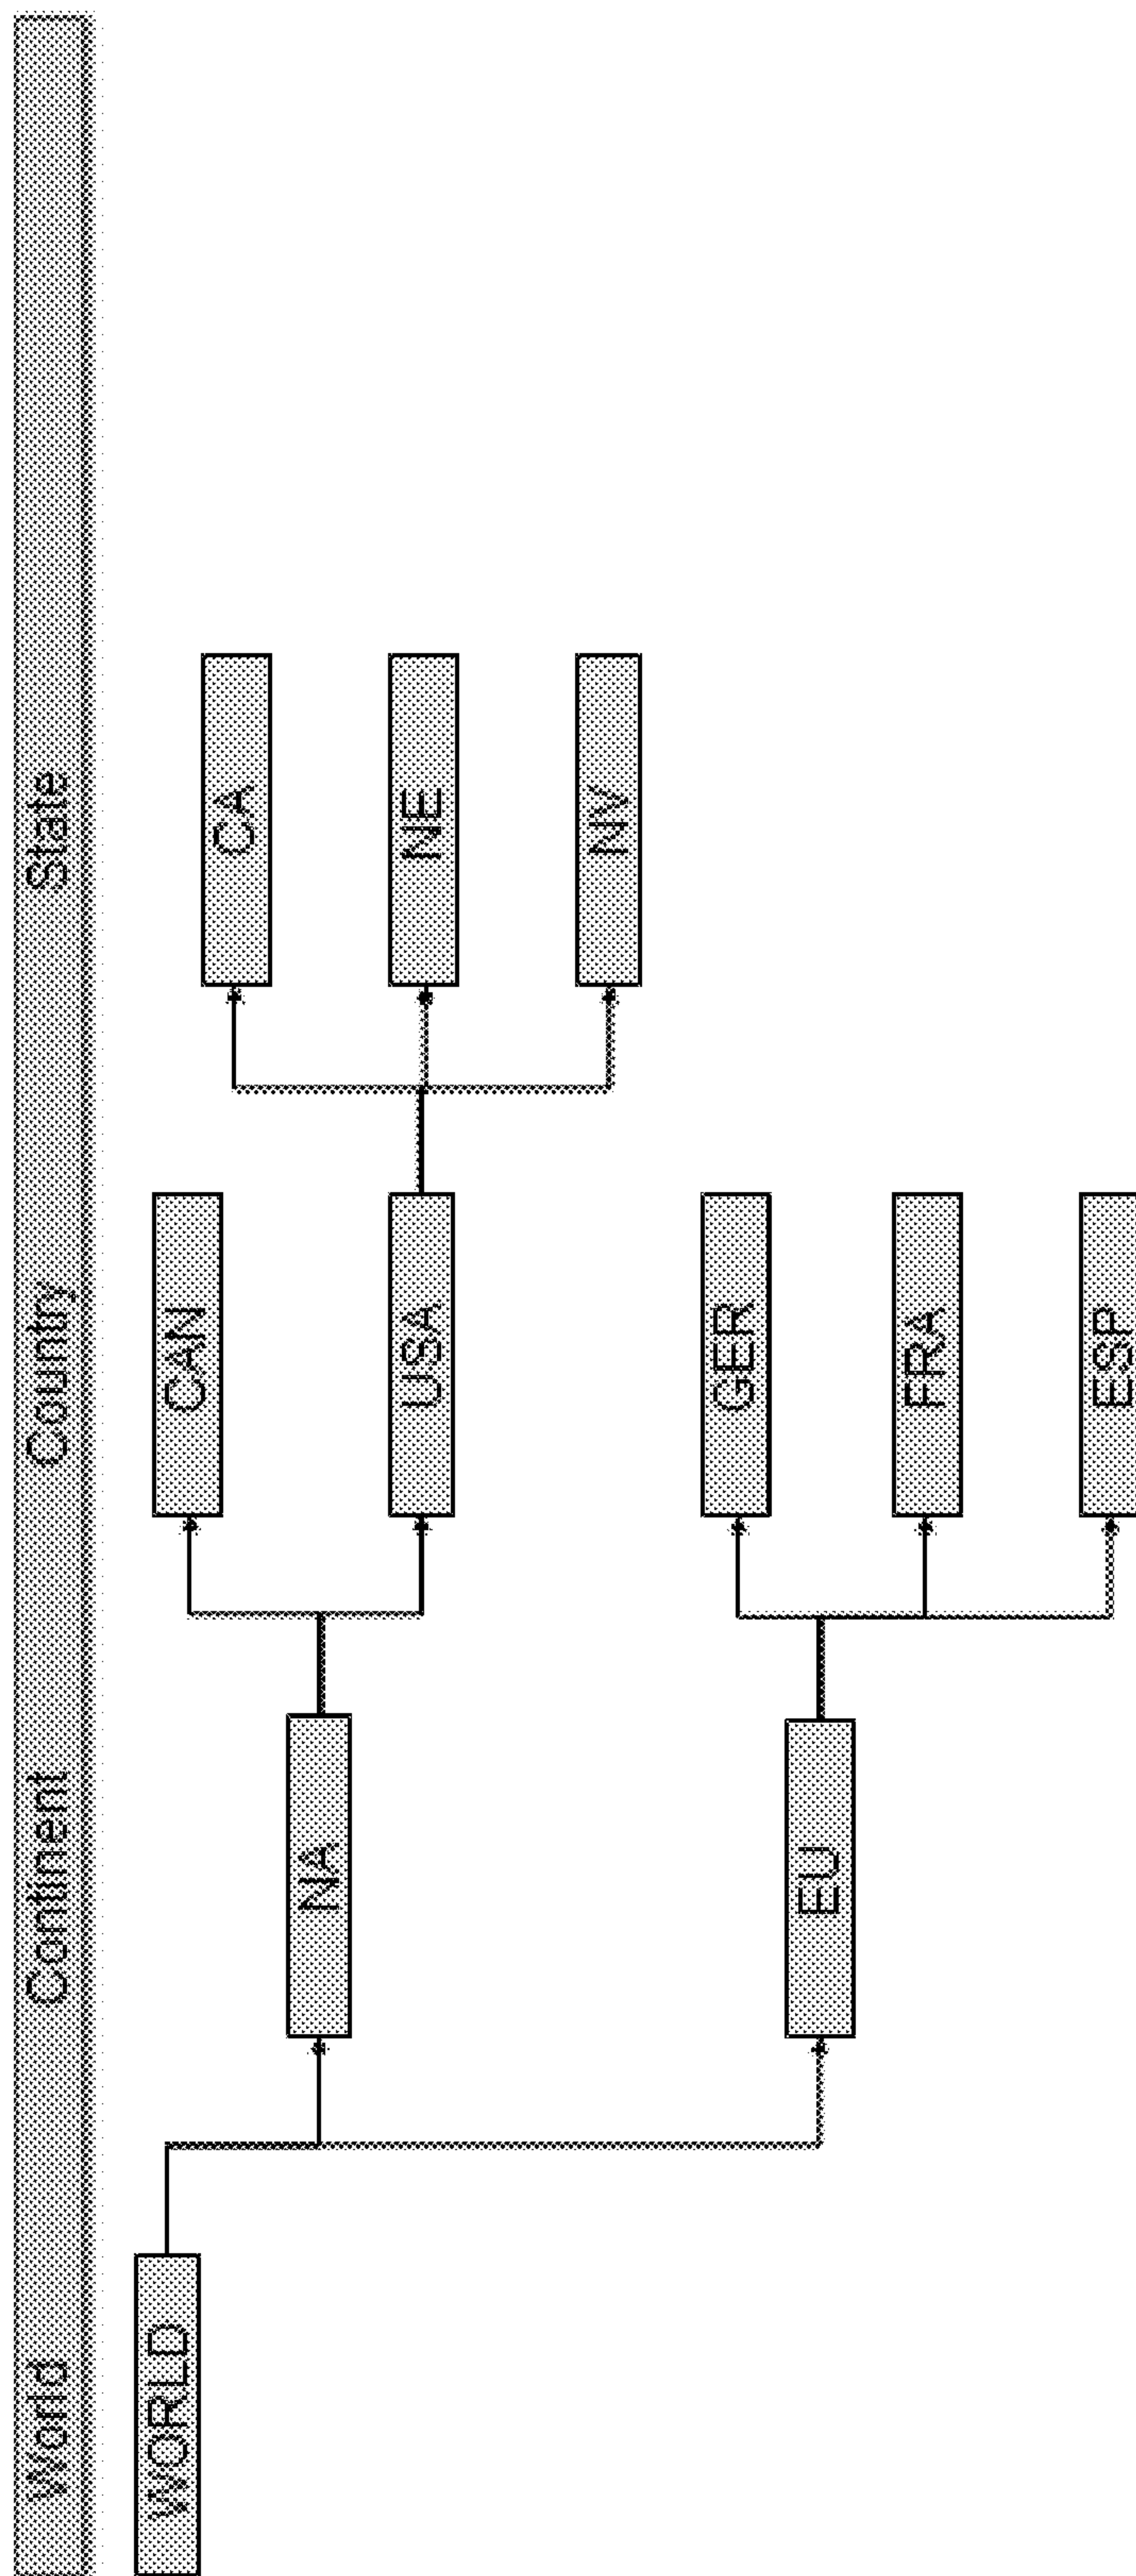 World Continent Country State
WORLD
NA
CAN
USA
CA
NE
NV
EU
GER
FRA
ESP